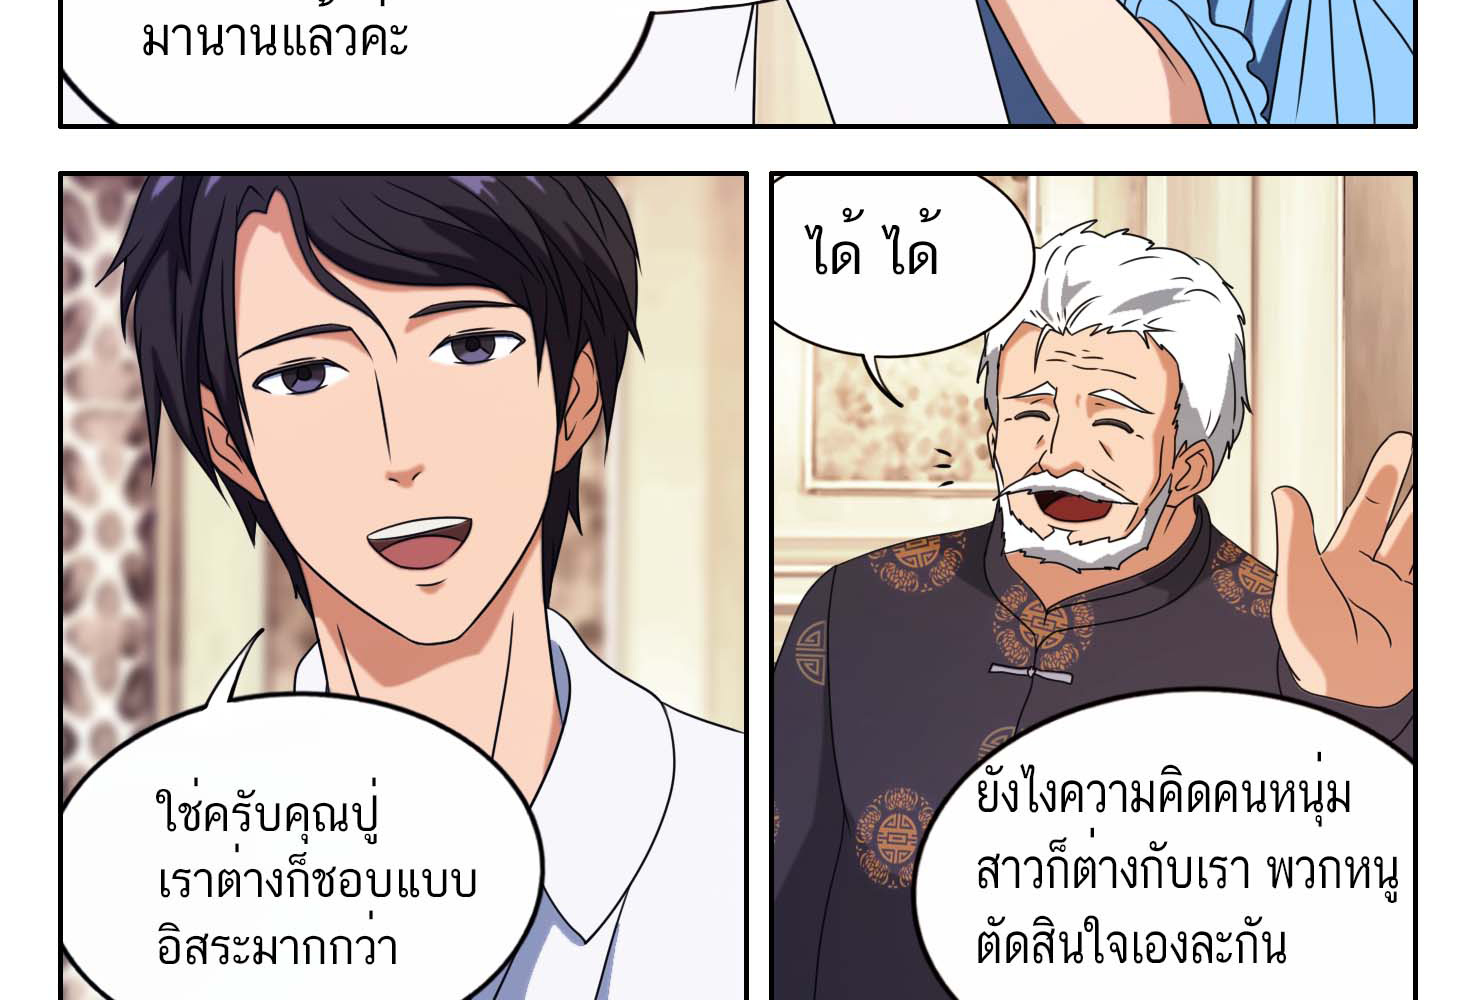 มานานแล้วคะ
ใช่ครับคุณปู่
เราต่างก็ชอบแบบ
อิสระมากกว่า
ได้ ได้
ยังไงความคิดคนหนุ่ม
สาวก็ต่างกับเรา พวกหนู
ตัดสินใจเองละกัน